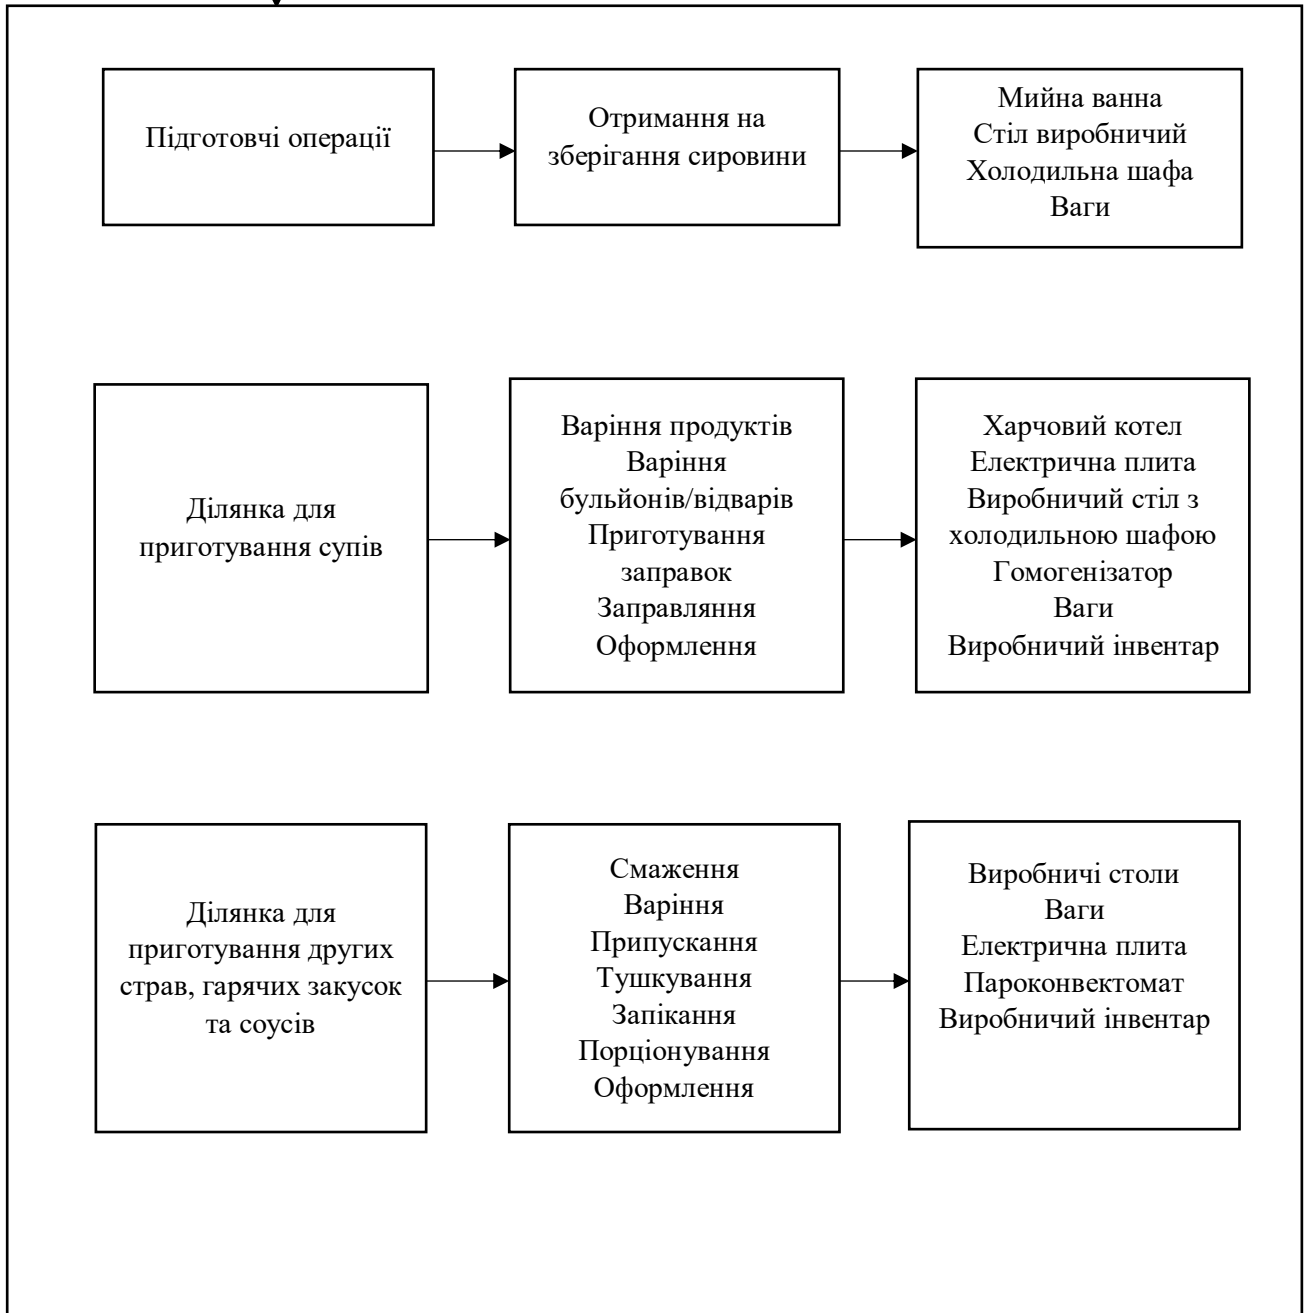 Підготовчі операції
Отримання на
зберігання сировини
Мийна ванна
Стіл виробничий
Холодильна шафа
Ваги
Ділянка для
приготування супів
Варіння продуктів
Варіння
бульйонів/відварів
Приготування
заправок
Заправляння
Оформлення
Харчовий котел
Електрична плита
Виробничий стіл з
холодильною шафою
Гомогенізатор
Ваги
Виробничий інвентар
Ділянка для
приготування других
страв, гарячих закусок
та соусів
Смаження
Варіння
Припускання
Тушкування
Запікання
Порціонування
Оформлення
Виробничі столи
Ваги
Електрична плита
Пароконвектомат
Виробничий інвентар